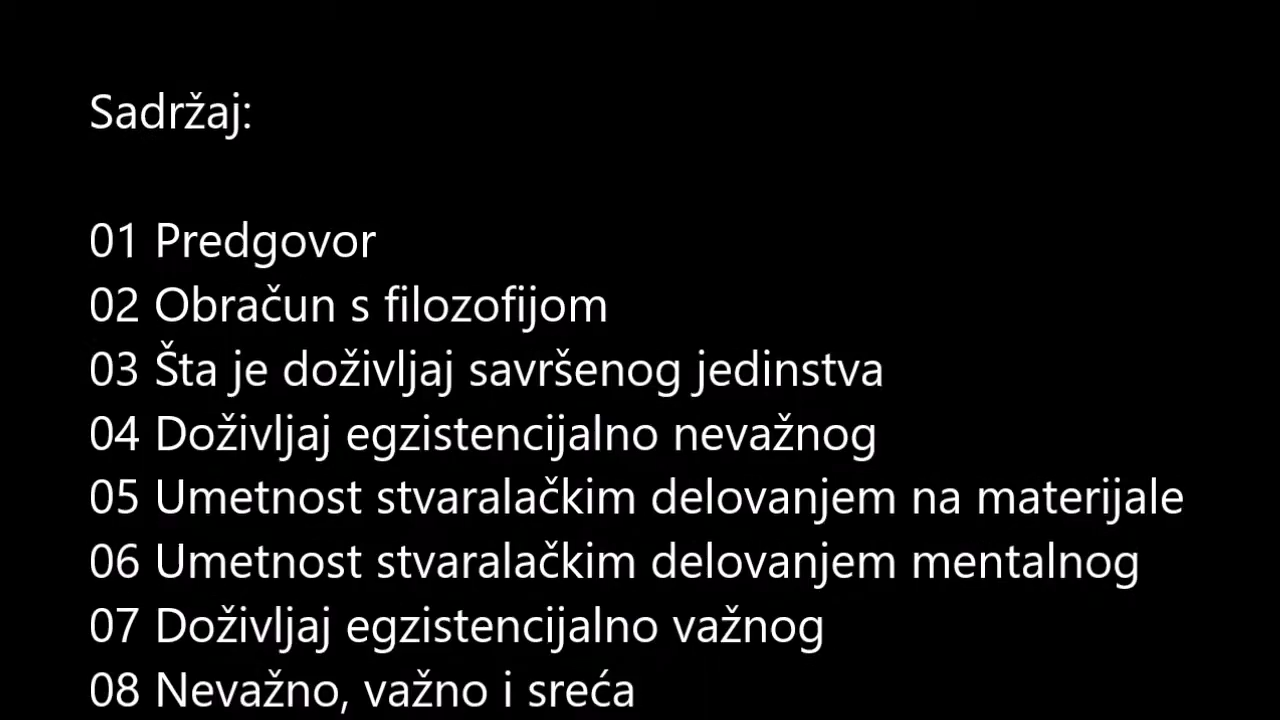 Sadržaj:
01 Predgovor
02 Obračun s filozofijom
03 Šta je doživljaj savršenog jedinstva
04 Doživljaj egzistencijalno nevažnog
05 Umetnost stvaralačkim delovanjem na materijale
06 Umetnost stvaralačkim delovanjem mentalnog
07 Doživljaj egzistencijalno važnog
08 Nevažno, važno i sreća